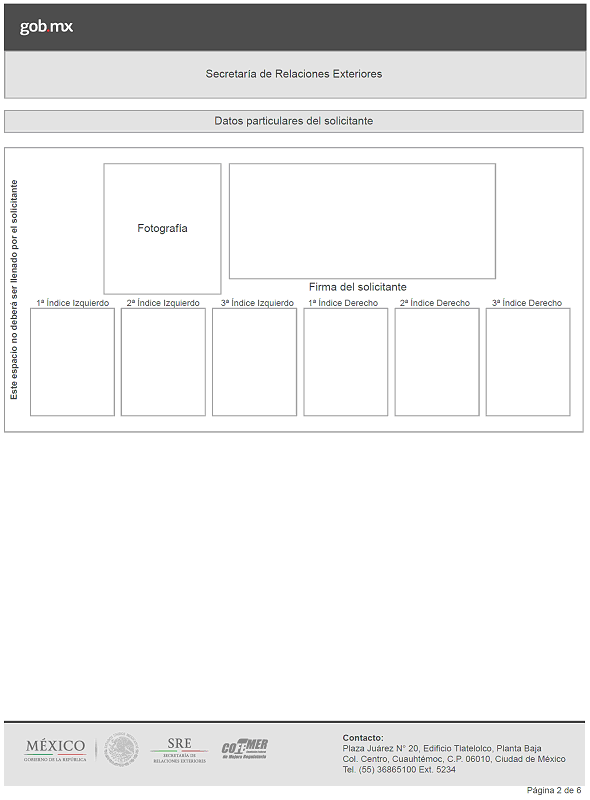 gob.mx
Secretaría de Relaciones Exteriores
Datos particulares del solicitante
Este espacio no deberá ser llenado por el solicitante
Fotografía
Firma del solicitante
1ª Índice Izquierdo
2ª Índice Izquierdo
3ª Índice Izquierdo
1ª Índice Derecho
2ª Índice Derecho
3ª Índice Derecho
MÉXICO
GOBIERNO DE LA REPÚBLICA
SRE
SECRETARÍA DE
RELACIONES EXTERIORES
COFEMER
de Mejora Regulatoria
Contacto:
Plaza Juárez N° 20, Edificio Tlatelolco, Planta Baja
Col. Centro, Cuauhtémoc, C.P. 06010, Ciudad de México
Tel. (55) 36865100 Ext. 5234
Página 2 de 6